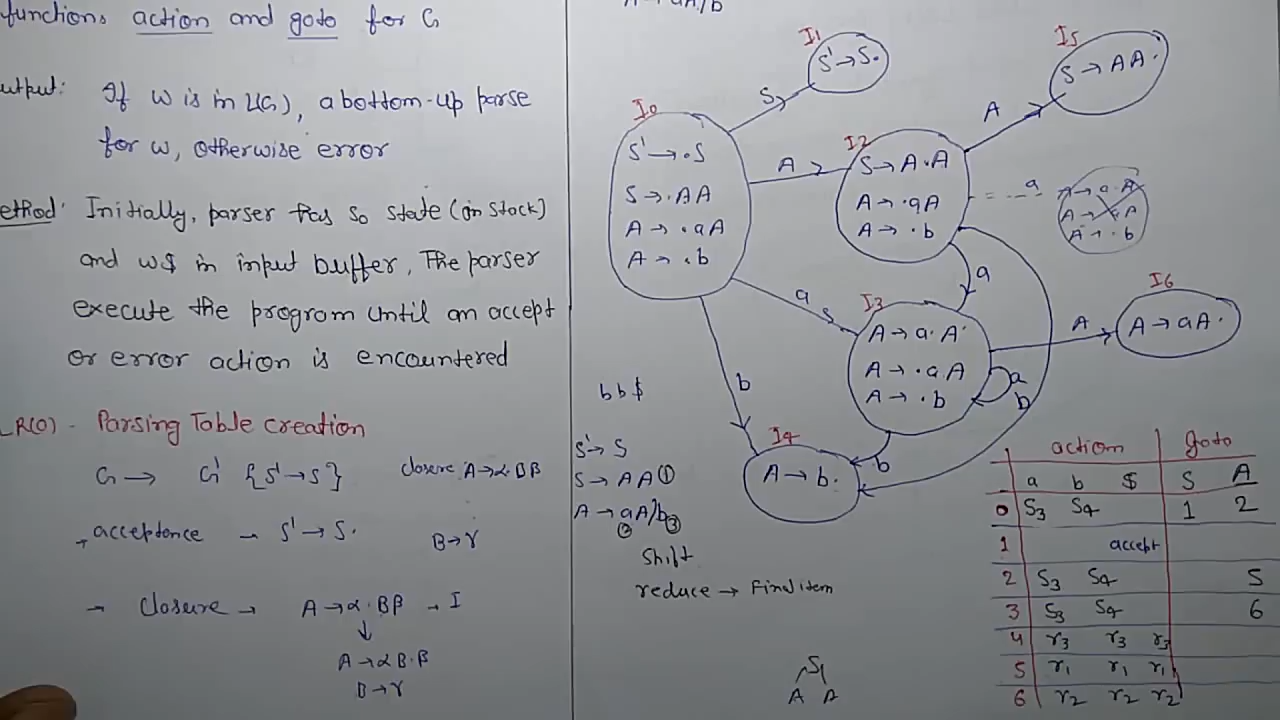 functions action and goto for G
utput: If w is in L(G), a bottom-up parse
for w, otherwise error
ethod: Initially, parser has So state (on stack)
and w$ in input buffer, The parser
execute the program until an accept
or error action is encountered
LR(0) - Parsing Table creation
G → G' {S'→S} closure A→α.Bβ
→ acceptance - S'→S. B→γ
- closure → A→α.Bβ - I
↓
A→αB.β
B→γ
A→aA/b
I0
S'→.S
S→.AA
A→.aA
A→.b
S
I1
S'→S.
A
I2
S→A.A
A→.aA
A→.b
A
I5
S→AA.
a
A→a.A
A→.aA
A→.b
a
a
I3
A→a.A
A→.aA
A→.b
a
b
A
I6
A→aA.
b
b
I4
A→b.
bb$
S'→S
S→AA ①
A→aA/b ③
②
Shift
reduce → Final item
S
A A
action goto
a b $ S A
0 S3 S4 1 2
1 accept
2 S3 S4 5
3 S3 S4 6
4 r3 r3 r3
5 r1 r1 r1
6 r2 r2 r2